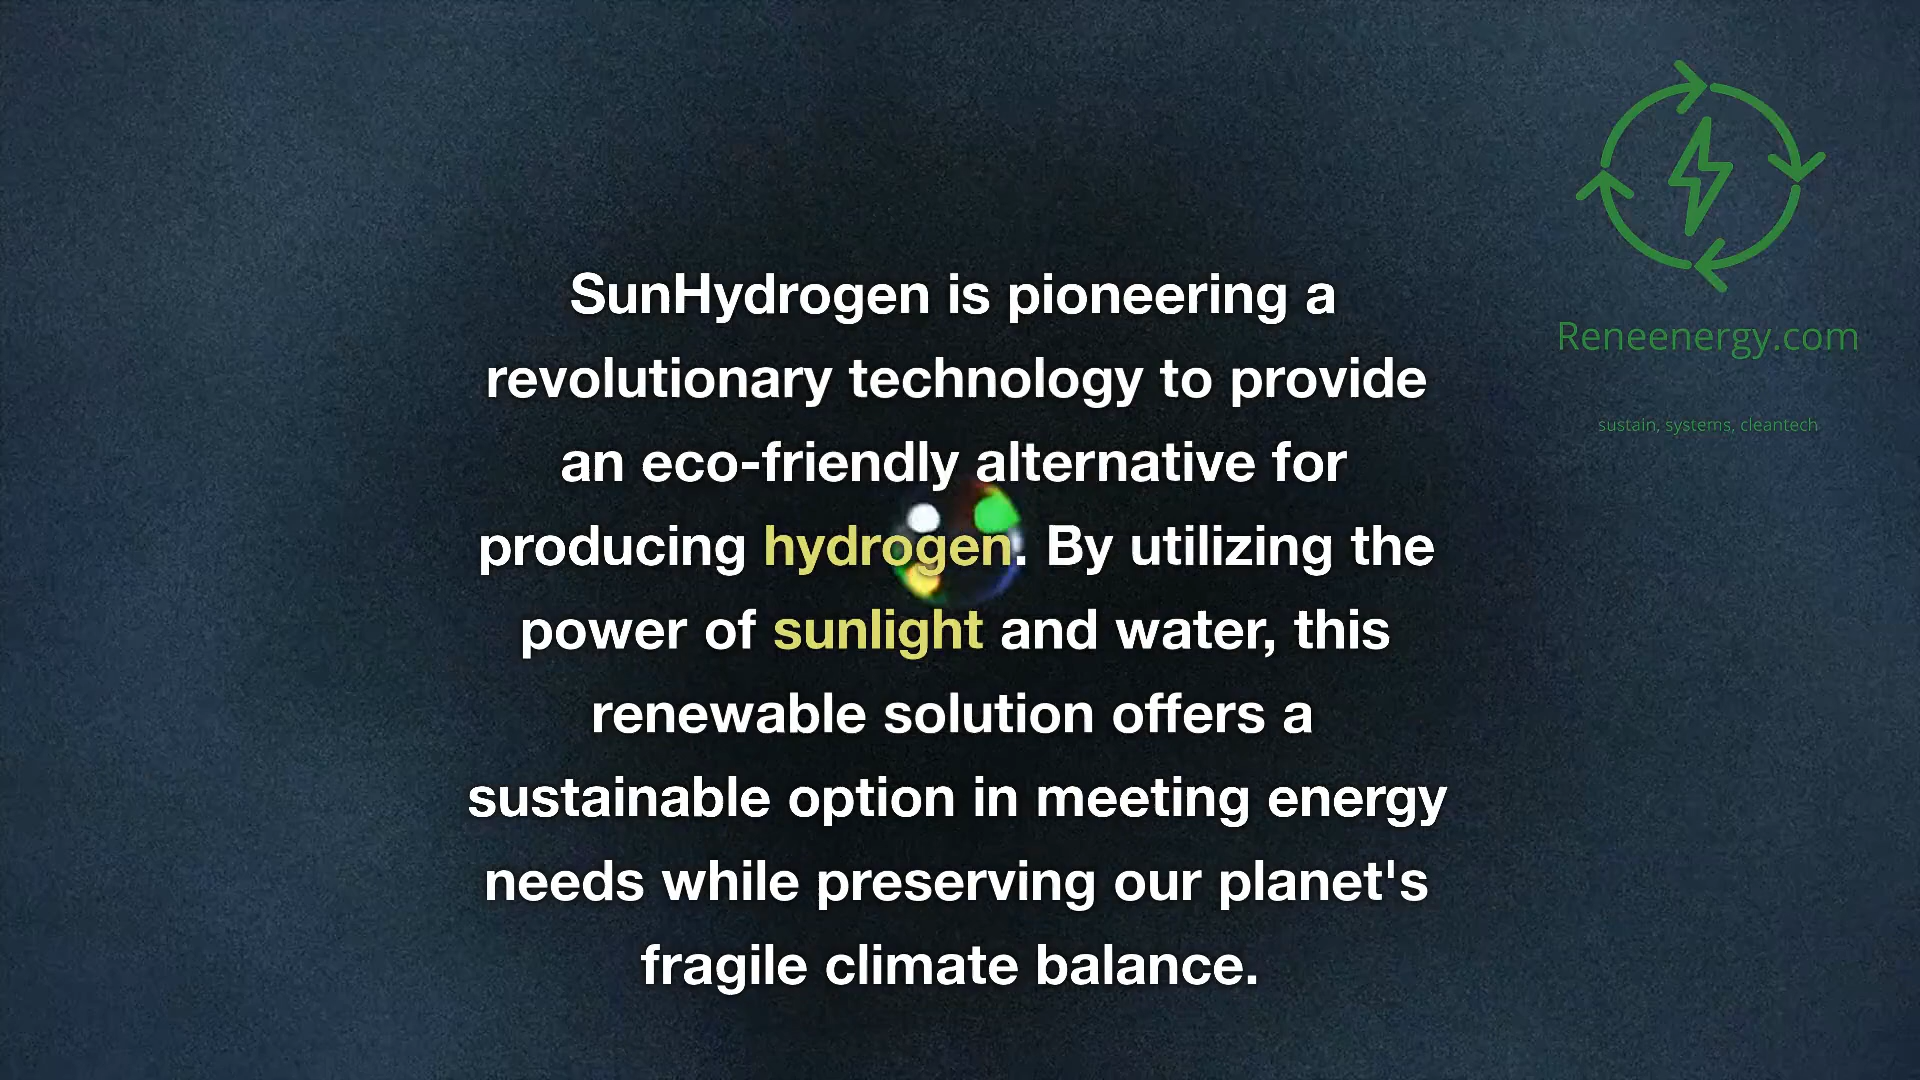 SunHydrogen is pioneering a
revolutionary technology to provide
an eco-friendly alternative for
producing hydrogen. By utilizing the
power of sunlight and water, this
renewable solution offers a
sustainable option in meeting energy
needs while preserving our planet's
fragile climate balance.
Reneenergy.com
sustain, systems, cleantech